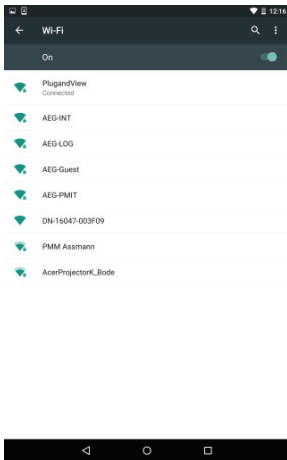 12:16
Wi-Fi
On
PlugandView
Connected
AEG-INT
AEG-LOG
AEG-Guest
AEG-PMIT
DN-16047-003F09
PMM Assmann
AcerProjectorK_Bode